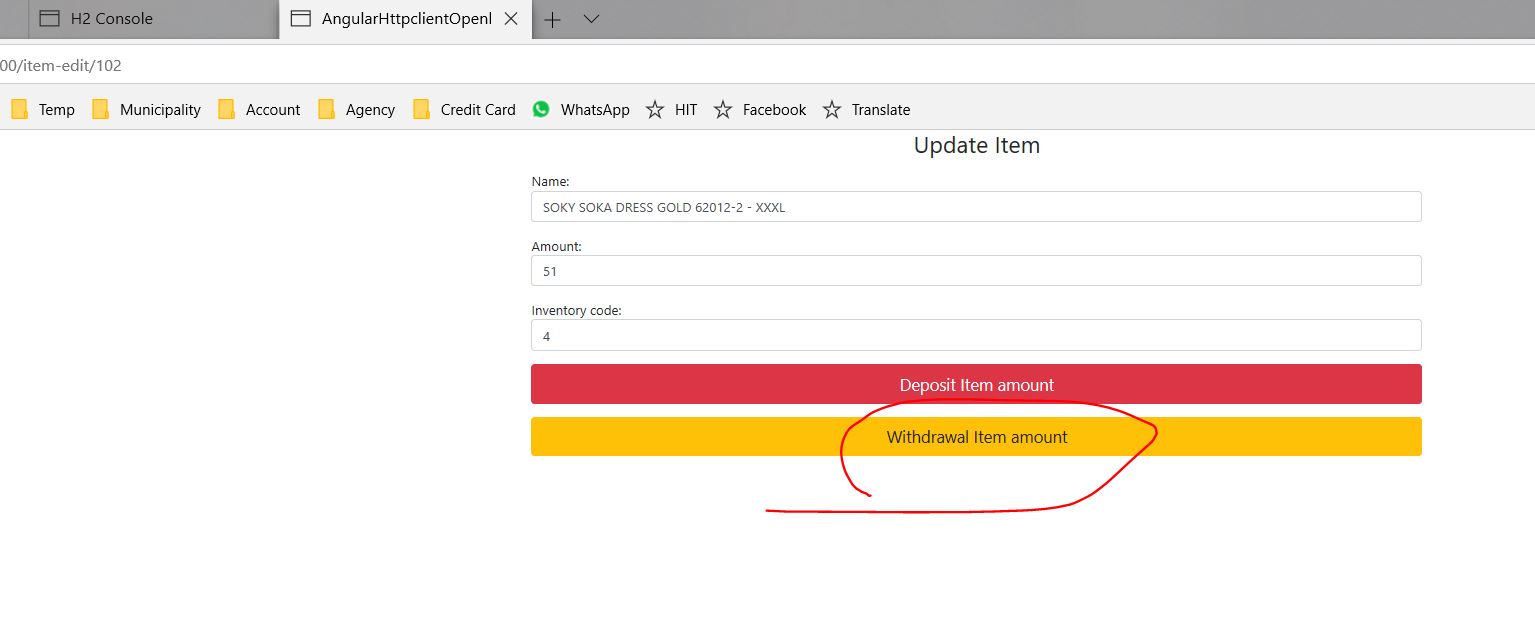 H2 Console
AngularHttpclientOpenl
00/item-edit/102
Temp Municipality Account Agency Credit Card WhatsApp HIT Facebook Translate
Update Item
Name:
SOKY SOKA DRESS GOLD 62012-2 - XXXL
Amount:
51
Inventory code:
4
Deposit Item amount
Withdrawal Item amount